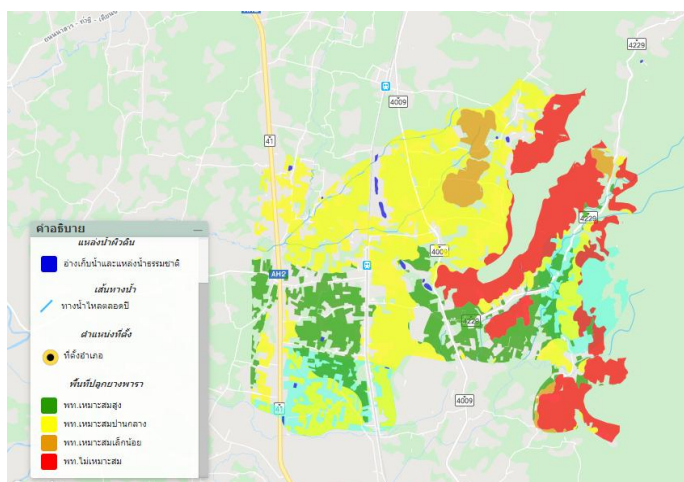 4229
4009
41
4229
4009
AH2
4229
4009
41
คำอธิบาย
แหล่งน้ำผิวดิน
อ่างเก็บน้ำและแหล่งน้ำธรรมชาติ
เส้นทางน้ำ
ทางน้ำไหลตลอดปี
ตำแหน่งที่ตั้ง
ที่ตั้งอำเภอ
พื้นที่ปลูกยางพารา
พท.เหมาะสมสูง
พท.เหมาะสมปานกลาง
พท.เหมาะสมเล็กน้อย
พท.ไม่เหมาะสม